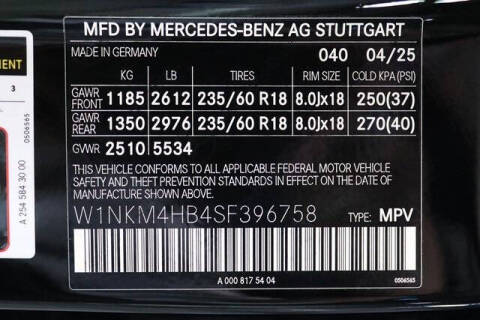 MFD BY MERCEDES-BENZ AG STUTTGART
MADE IN GERMANY 040 04/25
KG LB TIRES RIM SIZE COLD KPA (PSI)
GAWR FRONT 1185 2612 235/60 R18 8.0Jx18 250(37)
GAWR REAR 1350 2976 235/60 R18 8.0Jx18 270(40)
GVWR 2510 5534
THIS VEHICLE CONFORMS TO ALL APPLICABLE FEDERAL MOTOR VEHICLE
SAFETY AND THEFT PREVENTION STANDARDS IN EFFECT ON THE DATE
OF MANUFACTURE SHOWN ABOVE.
W1NKM4HB4SF396758 TYPE: MPV
A 000 817 54 04
0506565
MENT
3
0506565
A 254 584 30 00